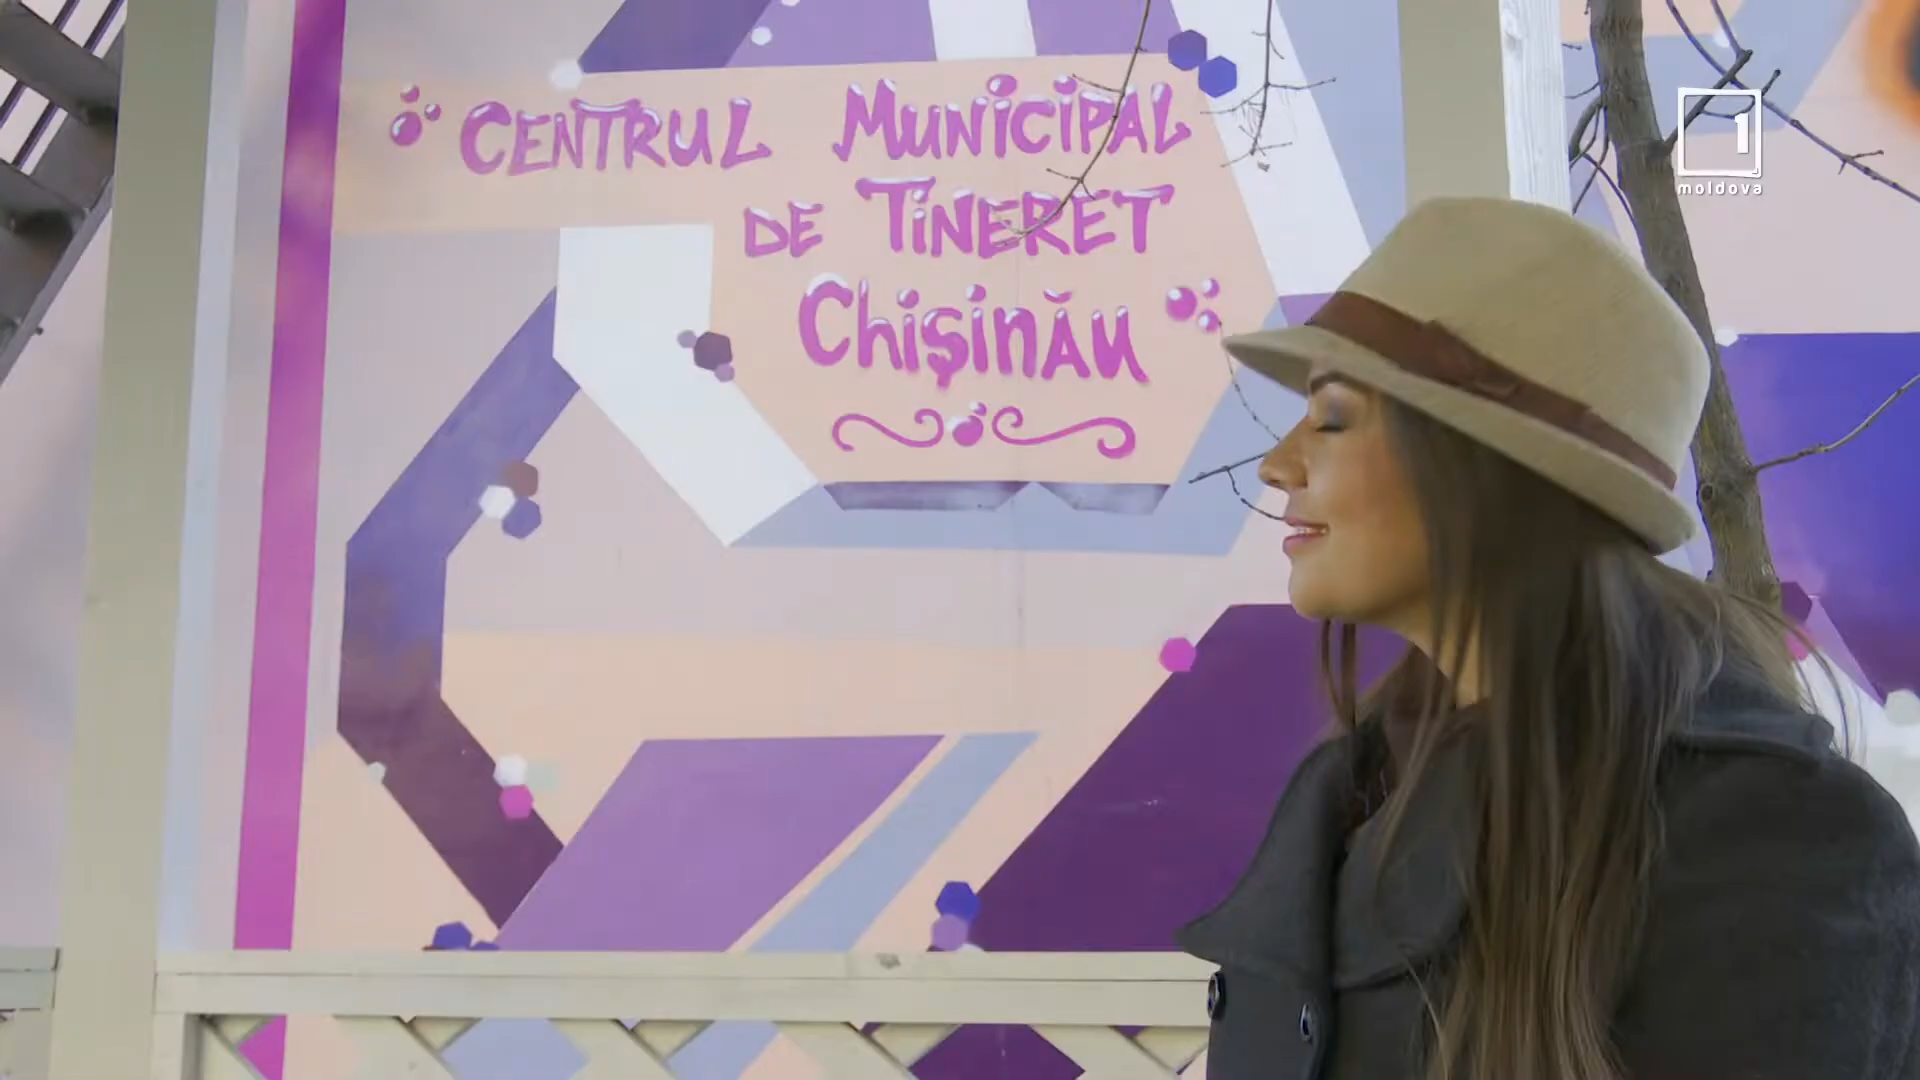 Centrul Municipal
de Tineret
Chișinău
1
moldova